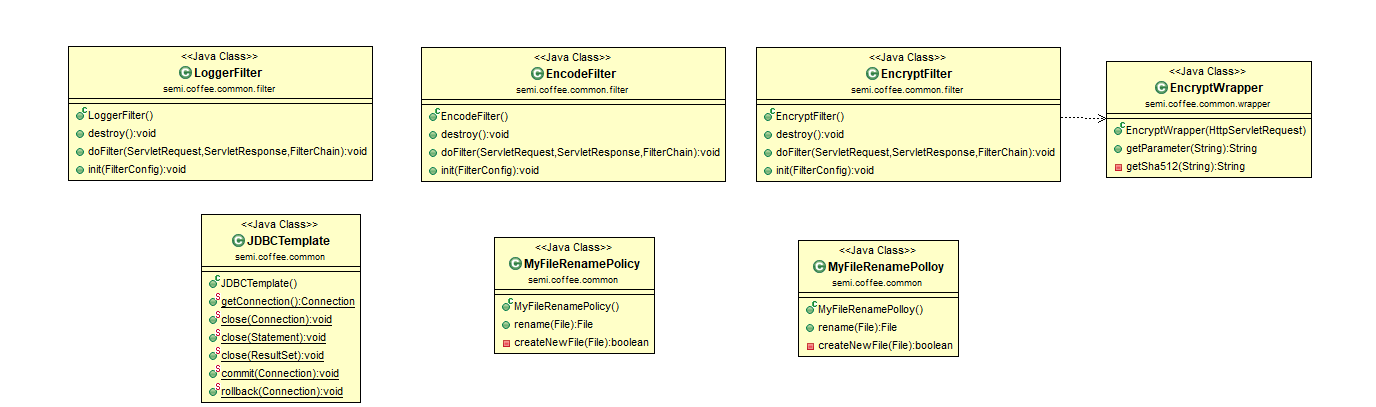 <<Java Class>>
LoggerFilter
semi.coffee.common.filter
LoggerFilter()
destroy():void
doFilter(ServletRequest,ServletResponse,FilterChain):void
init(FilterConfig):void
<<Java Class>>
EncodeFilter
semi.coffee.common.filter
EncodeFilter()
destroy():void
doFilter(ServletRequest,ServletResponse,FilterChain):void
init(FilterConfig):void
<<Java Class>>
EncryptFilter
semi.coffee.common.filter
EncryptFilter()
destroy():void
doFilter(ServletRequest,ServletResponse,FilterChain):void
init(FilterConfig):void
<<Java Class>>
EncryptWrapper
semi.coffee.common.wrapper
EncryptWrapper(HttpServletRequest)
getParameter(String):String
getSha512(String):String
<<Java Class>>
JDBCTemplate
semi.coffee.common
JDBCTemplate()
getConnection():Connection
close(Connection):void
close(Statement):void
close(ResultSet):void
commit(Connection):void
rollback(Connection):void
<<Java Class>>
MyFileRenamePolicy
semi.coffee.common
MyFileRenamePolicy()
rename(File):File
createNewFile(File):boolean
<<Java Class>>
MyFileRenamePolloy
semi.coffee.common
MyFileRenamePolloy()
rename(File):File
createNewFile(File):boolean